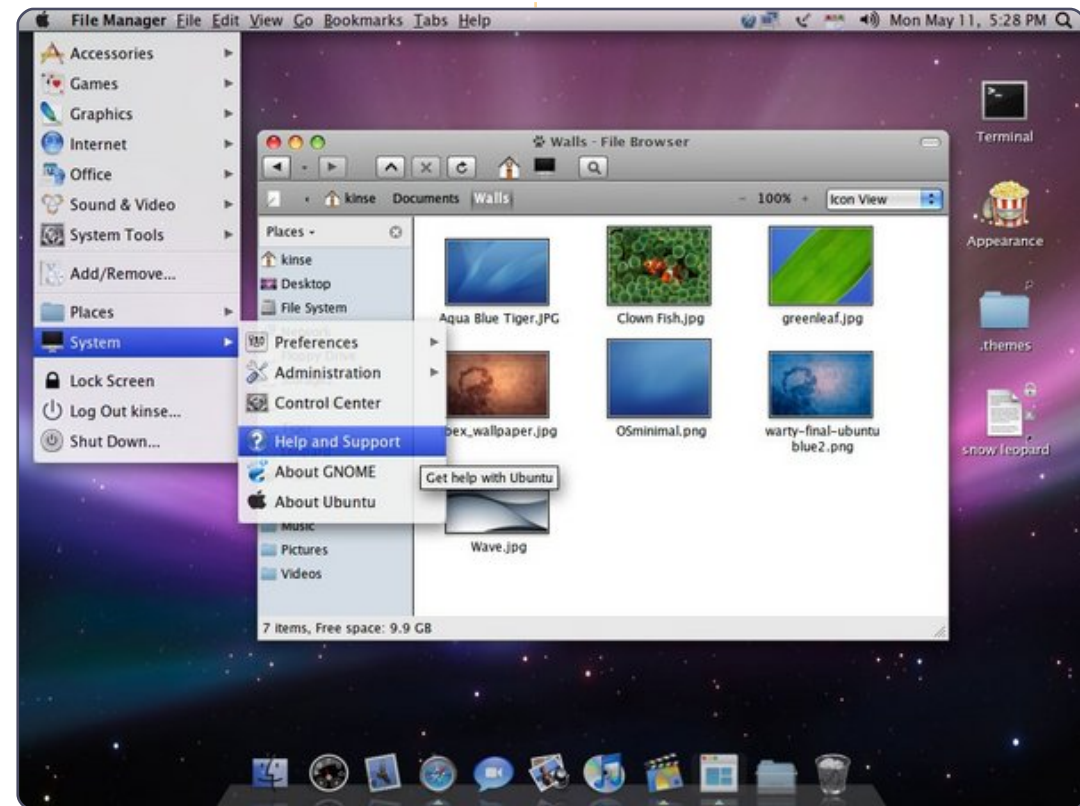 File Manager File Edit View Go Bookmarks Tabs Help
Mon May 11, 5:28 PM
Accessories
Games
Graphics
Internet
Office
Sound & Video
System Tools
Add/Remove...
Places
System
Lock Screen
Log Out kinse...
Shut Down...
Preferences
Administration
Control Center
Help and Support
About GNOME
About Ubuntu
Get help with Ubuntu
Walls - File Browser
kinse Documents Walls
100% Icon View
Places
kinse
Desktop
File System
Music
Pictures
Videos
Aqua Blue Tiger.JPG
Clown Fish.jpg
greenleaf.jpg
bex_wallpaper.jpg
OSminimal.png
warty-final-ubuntu
blue2.png
Wave.jpg
7 items, Free space: 9.9 GB
Terminal
Appearance
.themes
snow leopard